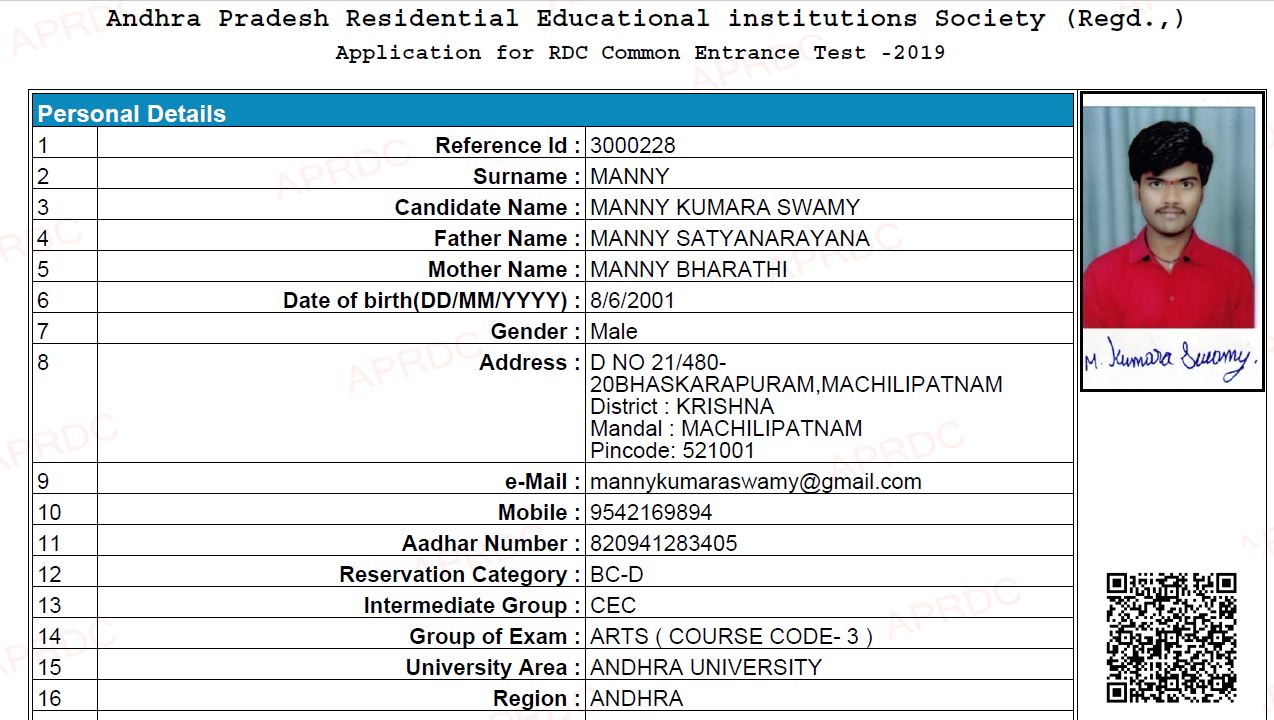 Andhra Pradesh Residential Educational institutions Society (Regd.,)
Application for RDC Common Entrance Test -2019
Personal Details
1 Reference Id : 3000228
2 Surname : MANNY
3 Candidate Name : MANNY KUMARA SWAMY
4 Father Name : MANNY SATYANARAYANA
5 Mother Name : MANNY BHARATHI
6 Date of birth(DD/MM/YYYY) : 8/6/2001
7 Gender : Male
8 Address : D NO 21/480-
20BHASKARAPURAM,MACHILIPATNAM
District : KRISHNA
Mandal : MACHILIPATNAM
Pincode: 521001
9 e-Mail : mannykumaraswamy@gmail.com
10 Mobile : 9542169894
11 Aadhar Number : 820941283405
12 Reservation Category : BC-D
13 Intermediate Group : CEC
14 Group of Exam : ARTS ( COURSE CODE- 3 )
15 University Area : ANDHRA UNIVERSITY
16 Region : ANDHRA
M. Kumara Swamy.
APRDC
APRDC
APRDC
APRDC
APRDC
APRDC
APRDC
APRDC
APRDC
APRDC